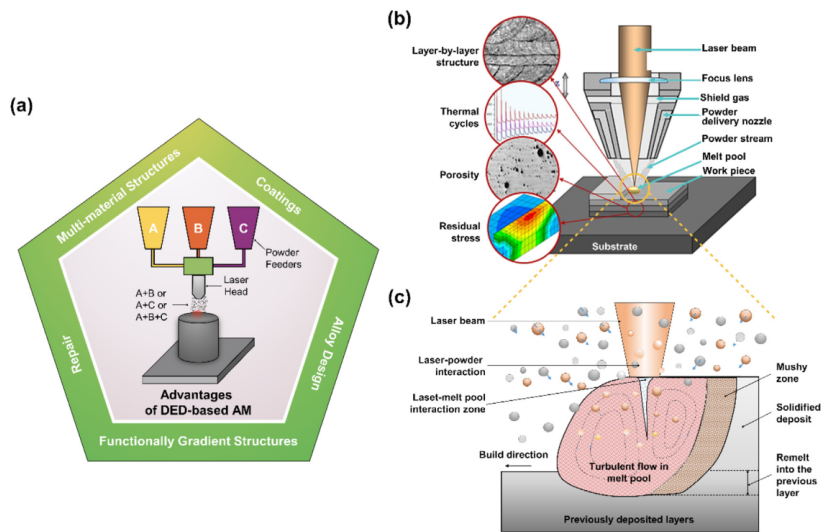 (a)
Multi-material Structures
Coatings
Repair
Alloy Design
Functionally Gradient Structures
A
B
C
Powder
Feeders
Laser
Head
A+B or
A+C or
A+B+C
Advantages
of DED-based AM
(b)
Layer-by-layer
structure
Thermal
cycles
Porosity
Residual
stress
Laser beam
Focus lens
Shield gas
Powder
delivery nozzle
Powder stream
Melt pool
Work piece
Substrate
(c)
Laser beam
Laser-powder
interaction
Laset-melt pool
interaction zone
Build direction
Turbulent flow in
melt pool
Mushy
zone
Solidified
deposit
Remelt
into the
previous
layer
Previously deposited layers